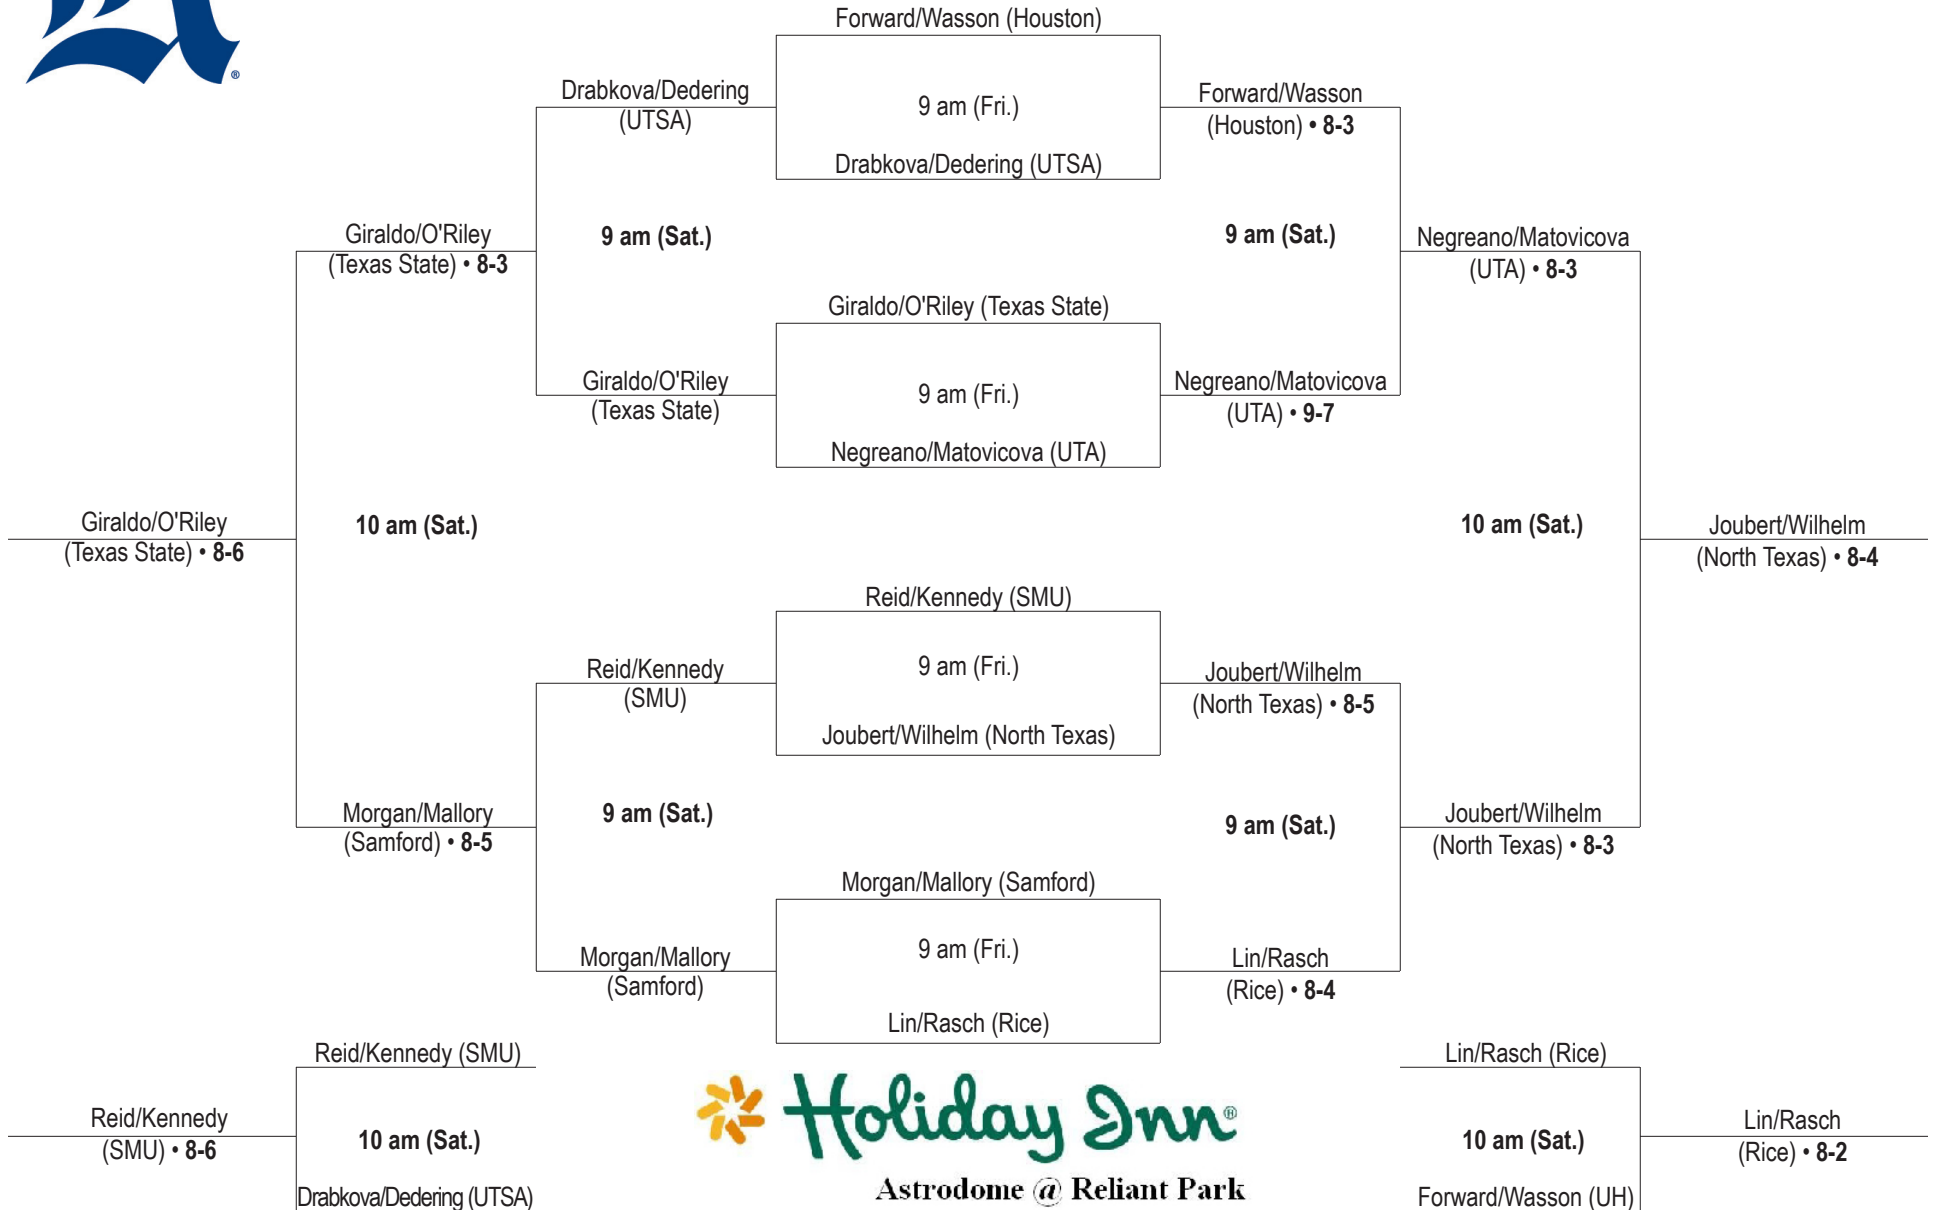 Forward/Wasson (Houston)
Drabkova/Dedering
(UTSA)
9 am (Fri.)
Forward/Wasson
(Houston) • 8-3
Drabkova/Dedering (UTSA)
Giraldo/O'Riley
(Texas State) • 8-3
9 am (Sat.)
9 am (Sat.)
Negreano/Matovicova
(UTA) • 8-3
Giraldo/O'Riley (Texas State)
Giraldo/O'Riley
(Texas State)
9 am (Fri.)
Negreano/Matovicova
(UTA) • 9-7
Negreano/Matovicova (UTA)
Giraldo/O'Riley
(Texas State) • 8-6
10 am (Sat.)
10 am (Sat.)
Joubert/Wilhelm
(North Texas) • 8-4
Reid/Kennedy (SMU)
Reid/Kennedy
(SMU)
9 am (Fri.)
Joubert/Wilhelm
(North Texas) • 8-5
Joubert/Wilhelm (North Texas)
Morgan/Mallory
(Samford) • 8-5
9 am (Sat.)
9 am (Sat.)
Joubert/Wilhelm
(North Texas) • 8-3
Morgan/Mallory (Samford)
Morgan/Mallory
(Samford)
9 am (Fri.)
Lin/Rasch
(Rice) • 8-4
Lin/Rasch (Rice)
Reid/Kennedy (SMU)
Lin/Rasch (Rice)
Reid/Kennedy
(SMU) • 8-6
10 am (Sat.)
Holiday Inn®
10 am (Sat.)
Lin/Rasch
(Rice) • 8-2
Drabkova/Dedering (UTSA)
Astrodome @ Reliant Park
Forward/Wasson (UH)